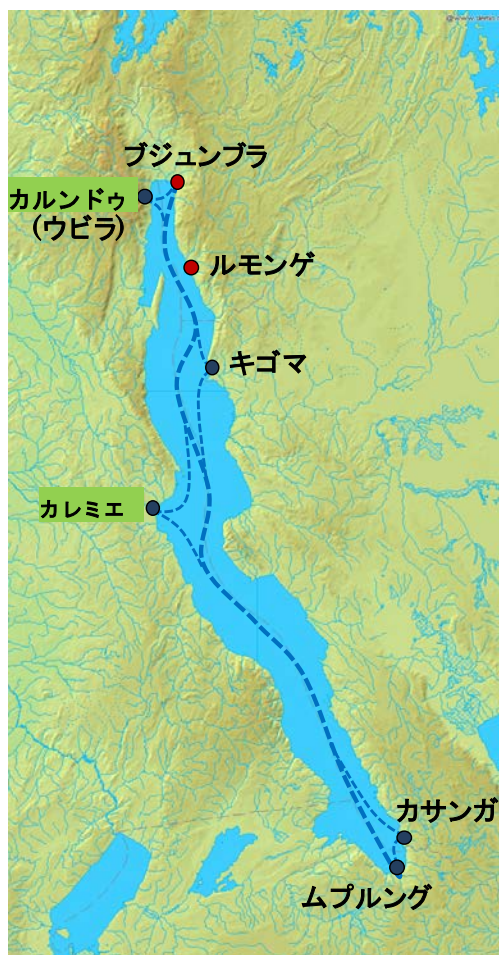 ブジュンブラ
カルンドゥ
(ウビラ)
ルモンゲ
キゴマ
カレミエ
カサンガ
ムプルング